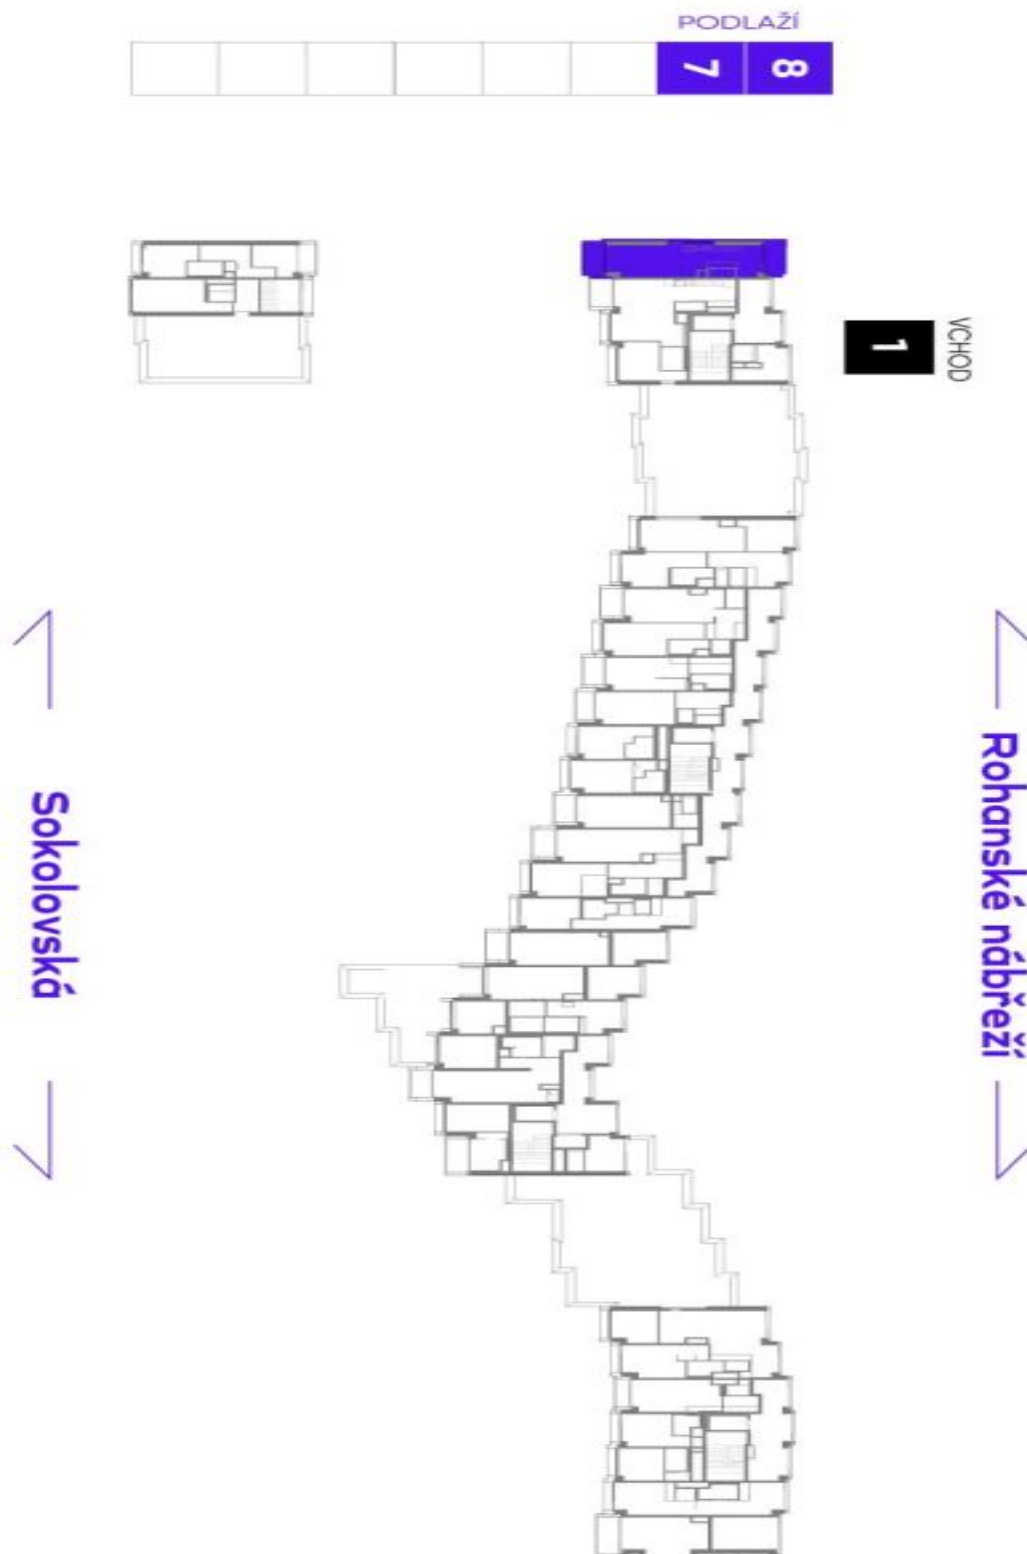 PODLAŽÍ
7 8
VCHOD
1
Sokolovská
Rohanské nábřeží